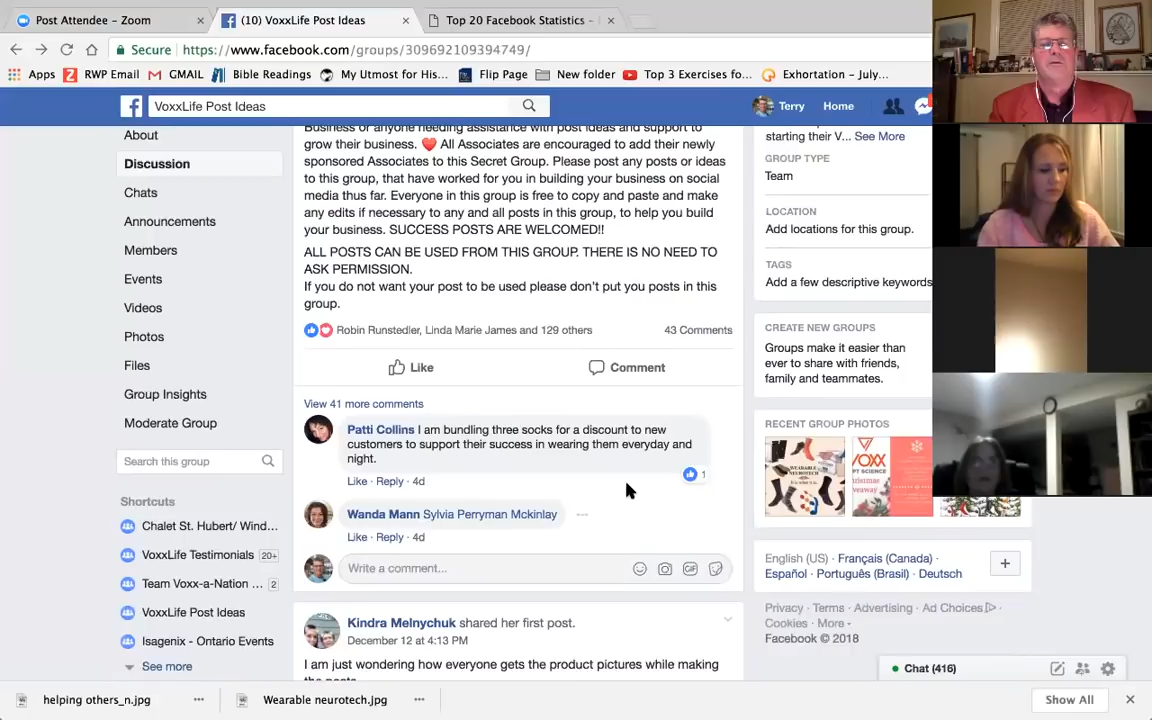 Post Attendee - Zoom
(10) VoxxLife Post Ideas
Top 20 Facebook Statistics -
Secure https://www.facebook.com/groups/309692109394749/
Apps RWP Email GMAIL Bible Readings My Utmost for His... Flip Page New folder Top 3 Exercises fo... Exhortation – July...
VoxxLife Post Ideas
Terry Home
About
Discussion
Chats
Announcements
Members
Events
Videos
Photos
Files
Group Insights
Moderate Group
Search this group
Shortcuts
Chalet St. Hubert/ Wind...
VoxxLife Testimonials 20+
Team Voxx-a-Nation ... 2
VoxxLife Post Ideas
Isagenix - Ontario Events
See more
Business or anyone needing assistance with post ideas and support to
grow their business. ❤️ All Associates are encouraged to add their newly
sponsored Associates to this Secret Group. Please post any posts or ideas
to this group, that have worked for you in building your business on social
media thus far. Everyone in this group is free to copy and paste and make
any edits if necessary to any and all posts in this group, to help you build
your business. SUCCESS POSTS ARE WELCOMED!!
ALL POSTS CAN BE USED FROM THIS GROUP. THERE IS NO NEED TO
ASK PERMISSION.
If you do not want your post to be used please don't put you posts in this
group.
Robin Runstedler, Linda Marie James and 129 others 43 Comments
Like Comment
View 41 more comments
Patti Collins I am bundling three socks for a discount to new
customers to support their success in wearing them everyday and
night.
1
Like · Reply · 4d
Wanda Mann Sylvia Perryman Mckinlay
Like · Reply · 4d
Write a comment...
GIF
Kindra Melnychuk shared her first post.
December 12 at 4:13 PM
I am just wondering how everyone gets the product pictures while making
the posts
starting their V... See More
GROUP TYPE
Team
LOCATION
Add locations for this group.
TAGS
Add a few descriptive keywords
CREATE NEW GROUPS
Groups make it easier than
ever to share with friends,
family and teammates.
RECENT GROUP PHOTOS
WEARABLE
NEUROTECH
VOXX
English (US) · Français (Canada) ·
Español · Português (Brasil) · Deutsch
Privacy · Terms · Advertising · Ad Choices ·
Cookies · More
Facebook © 2018
Chat (416)
helping others_n.jpg
Wearable neurotech.jpg
Show All